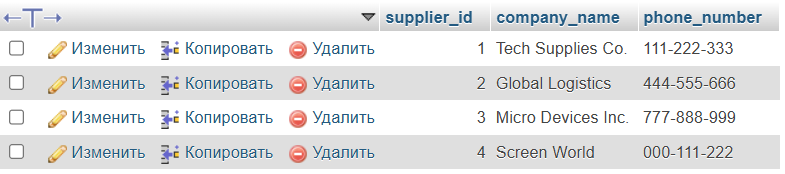 supplier_id company_name phone_number
Изменить Копировать Удалить 1 Tech Supplies Co. 111-222-333
Изменить Копировать Удалить 2 Global Logistics 444-555-666
Изменить Копировать Удалить 3 Micro Devices Inc. 777-888-999
Изменить Копировать Удалить 4 Screen World 000-111-222